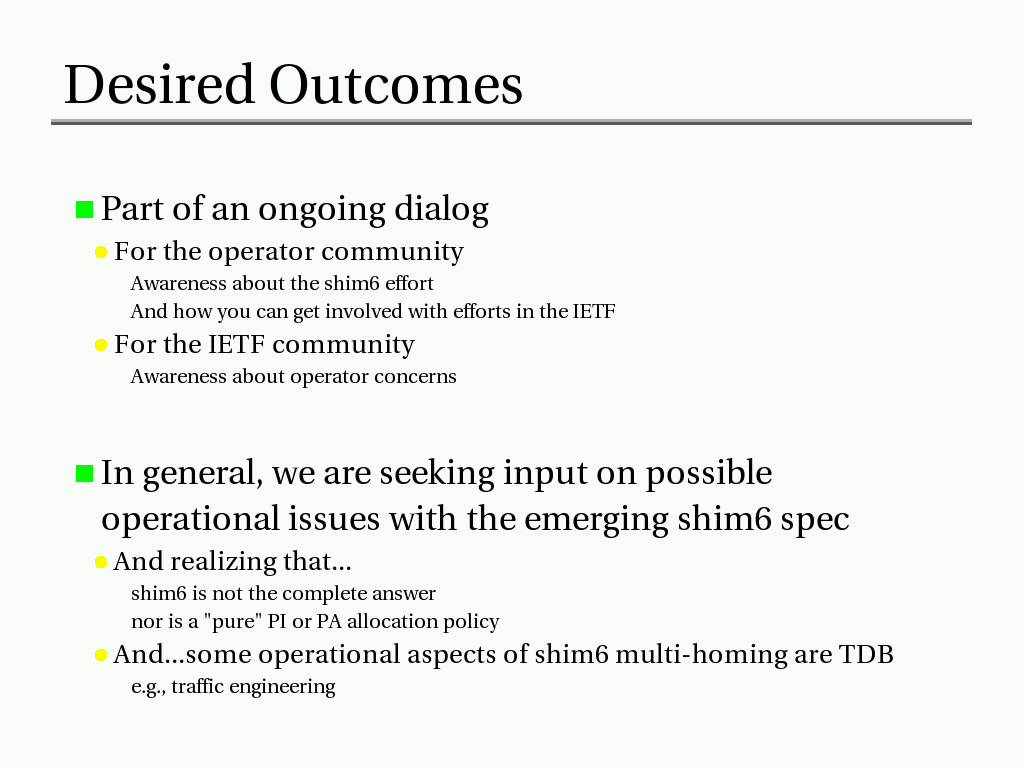 Desired Outcomes
Part of an ongoing dialog
For the operator community
Awareness about the shim6 effort
And how you can get involved with efforts in the IETF
For the IETF community
Awareness about operator concerns
In general, we are seeking input on possible
operational issues with the emerging shim6 spec
And realizing that...
shim6 is not the complete answer
nor is a "pure" PI or PA allocation policy
And...some operational aspects of shim6 multi-homing are TDB
e.g., traffic engineering